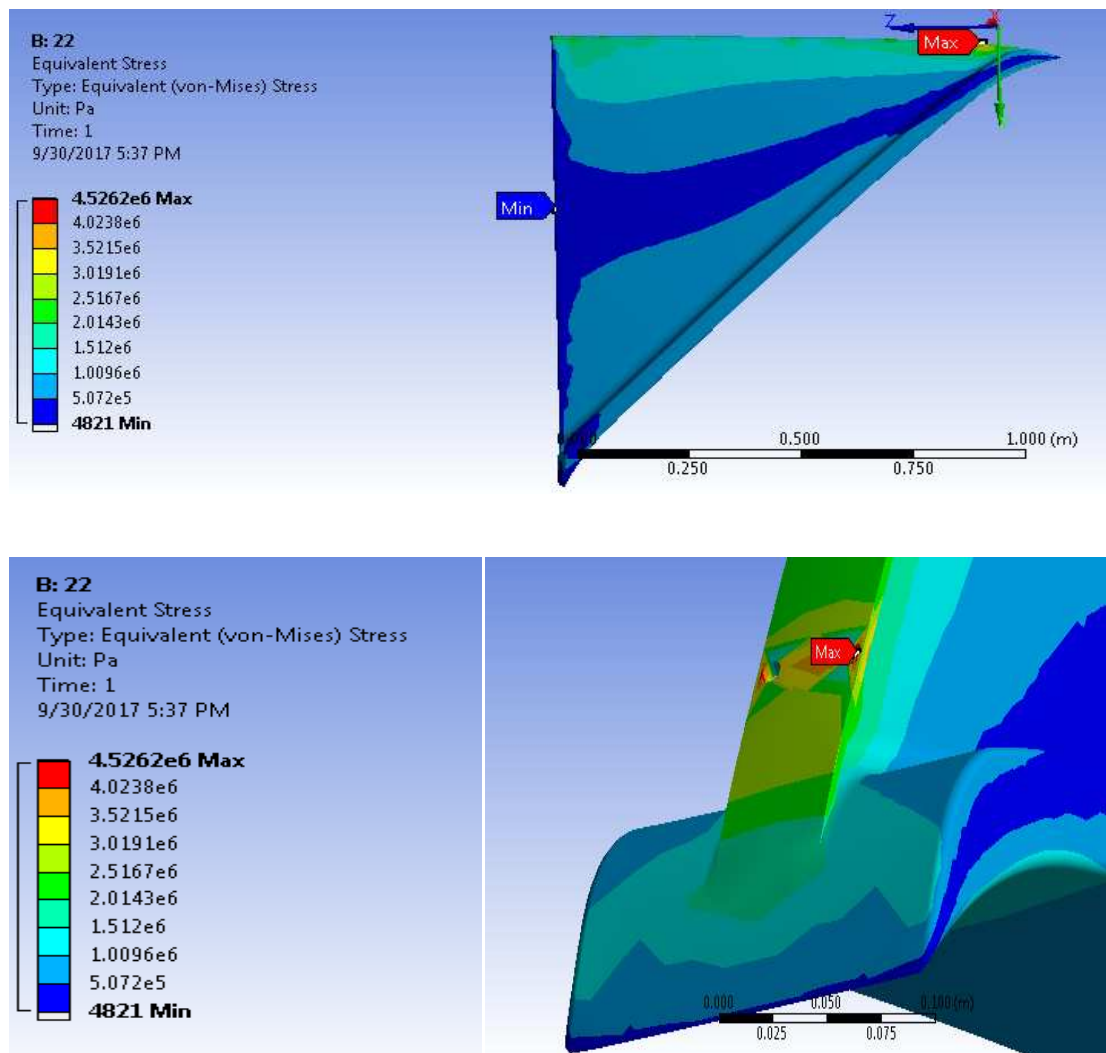 B: 22
Equivalent Stress
Type: Equivalent (von-Mises) Stress
Unit: Pa
Time: 1
9/30/2017 5:37 PM
4.5262e6 Max
4.0238e6
3.5215e6
3.0191e6
2.5167e6
2.0143e6
1.512e6
1.0096e6
5.072e5
4821 Min
Z
X
Max
Min
0.500
1.000 (m)
0.250
0.750
B: 22
Equivalent Stress
Type: Equivalent (von-Mises) Stress
Unit: Pa
Time: 1
9/30/2017 5:37 PM
4.5262e6 Max
4.0238e6
3.5215e6
3.0191e6
2.5167e6
2.0143e6
1.512e6
1.0096e6
5.072e5
4821 Min
Max
0.000
0.050
0.100 (m)
0.025
0.075